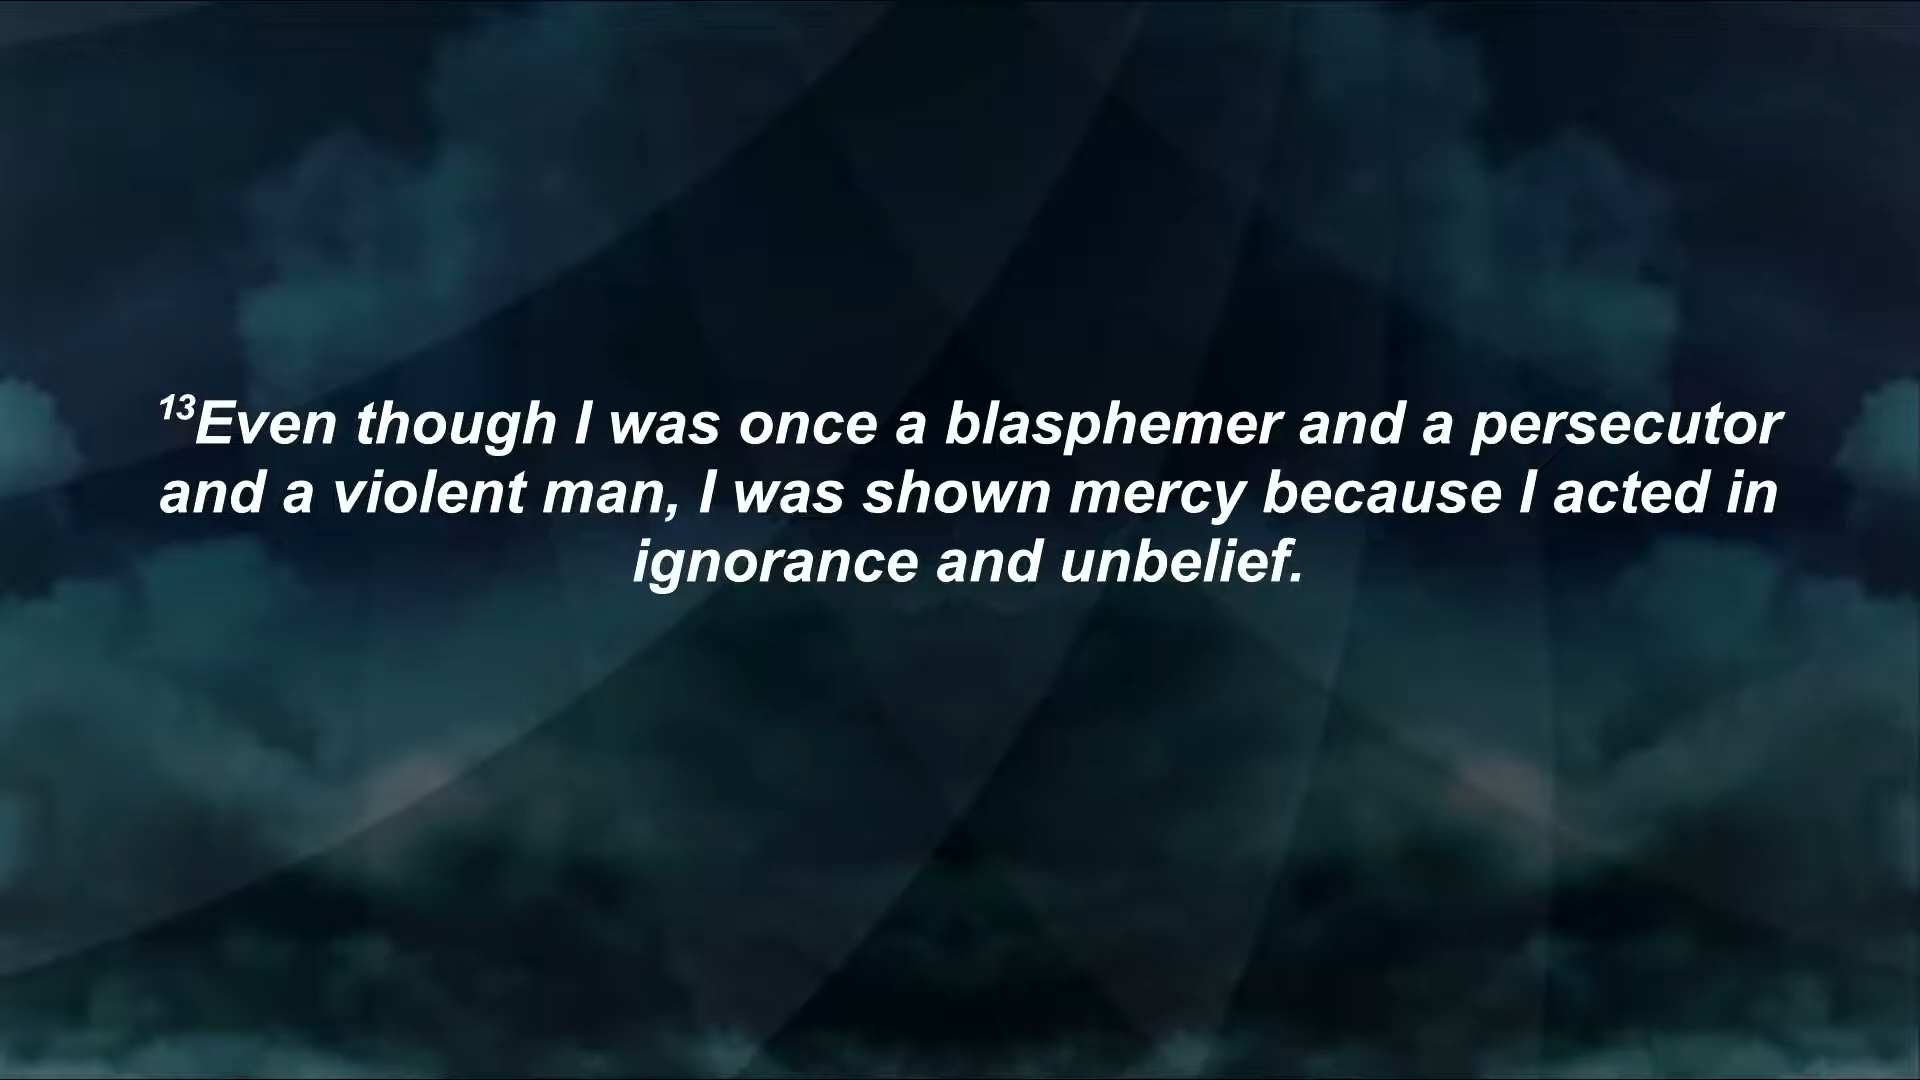 13Even though I was once a blasphemer and a persecutor
and a violent man, I was shown mercy because I acted in
ignorance and unbelief.